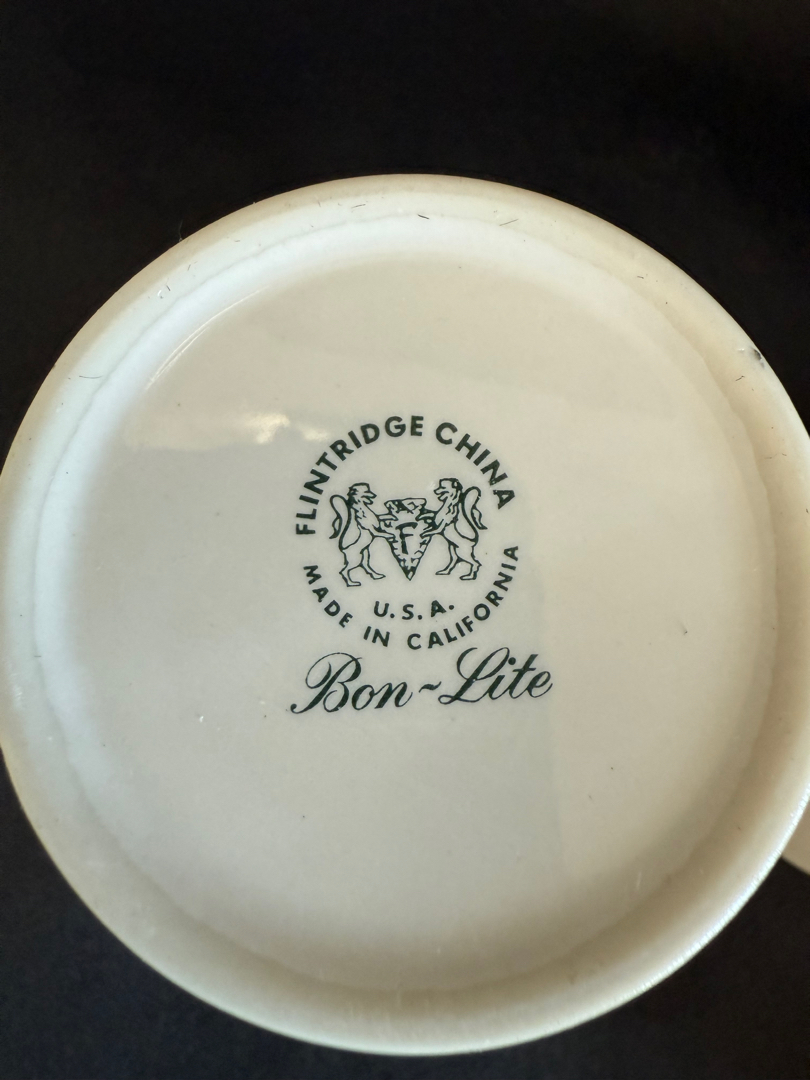 FLINTRIDGE CHINA
F
U.S.A.
MADE IN CALIFORNIA
Bon~Lite